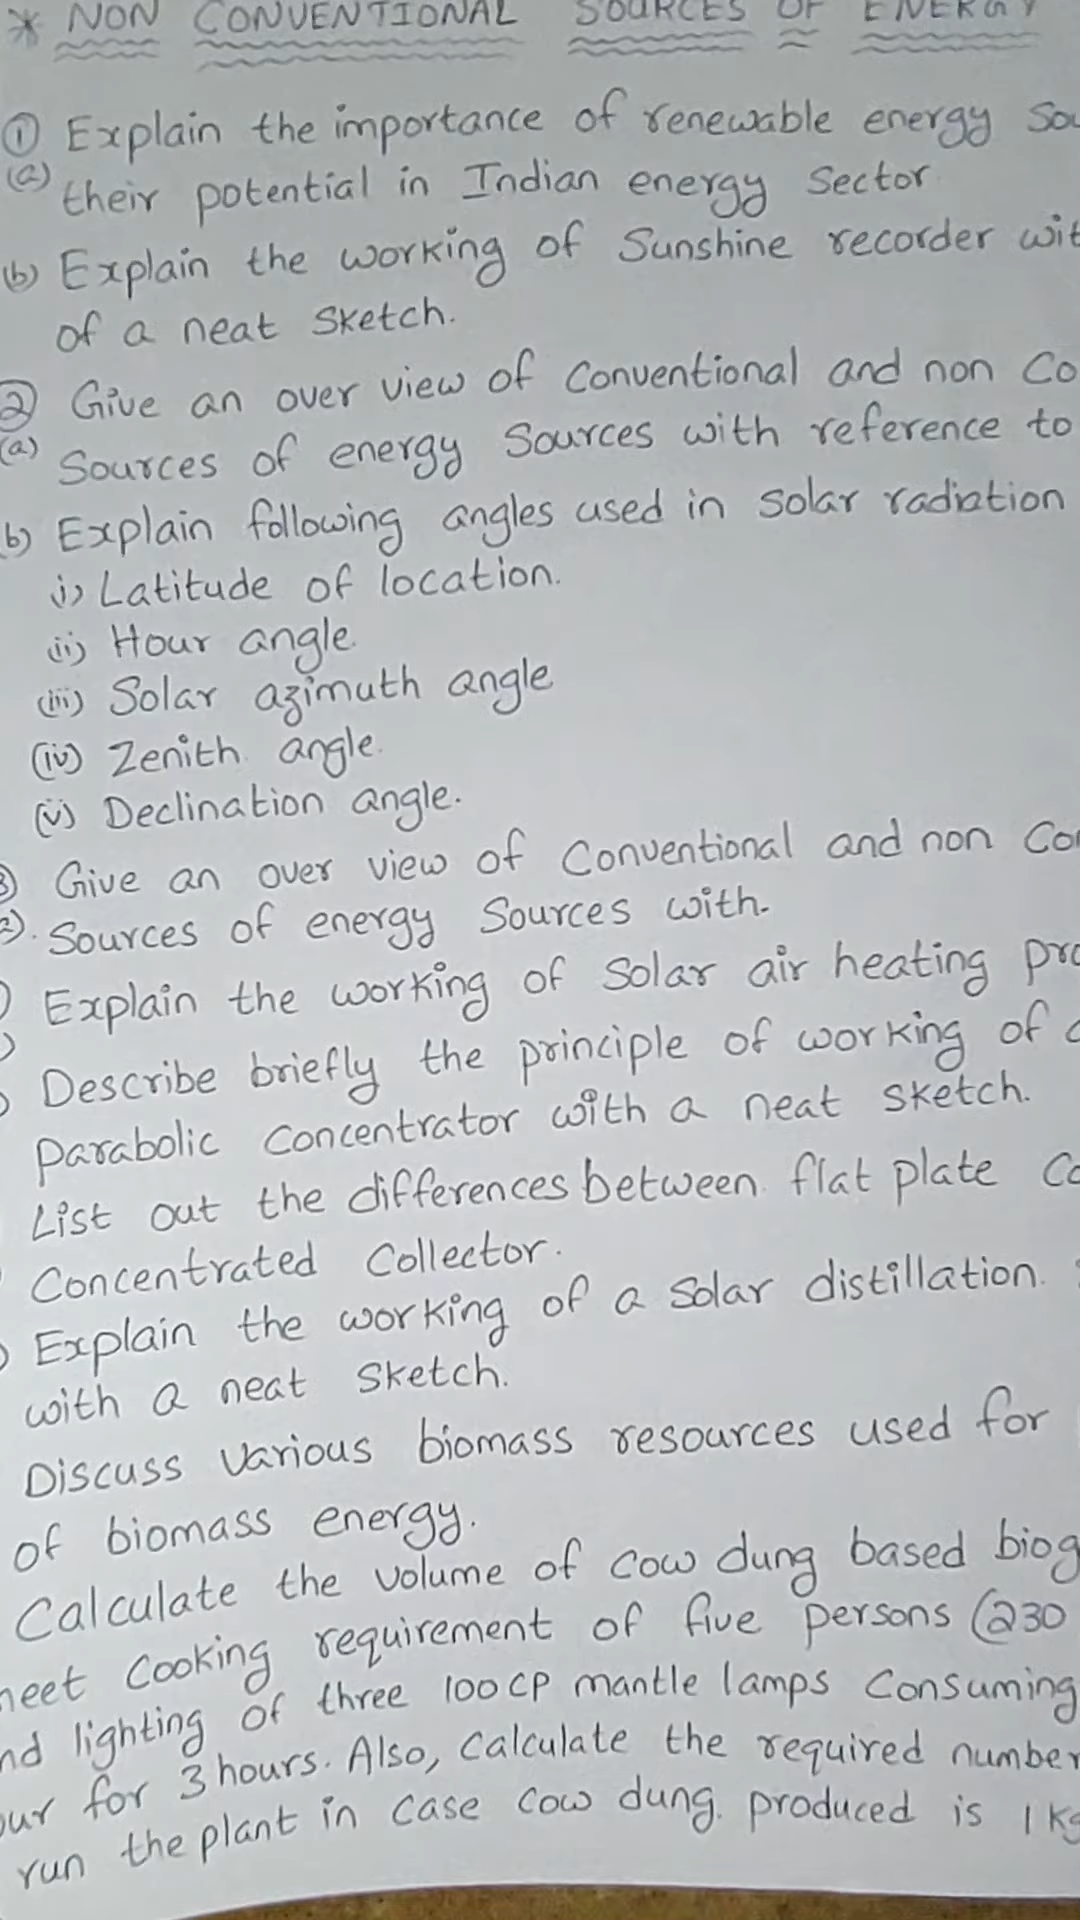 * NON CONVENTIONAL SOURCES OF ENERGY
① Explain the importance of renewable energy Sou
(a) their potential in Indian energy Sector
(b) Explain the working of Sunshine recorder wit
of a neat Sketch.
② Give an over view of Conventional and non Co
(a) Sources of energy Sources with reference to
(b) Explain following angles used in Solar radiation
i) Latitude of location.
(ii) Hour angle.
(iii) Solar azimuth angle
(iv) Zenith angle.
(v) Declination angle.
Give an over view of Conventional and non Con
Sources of energy Sources with.
Explain the working of Solar air heating pro
Describe briefly the principle of working of
parabolic Concentrator with a neat sketch.
List out the differences between flat plate Co
Concentrated Collector.
Explain the working of a Solar distillation.
with a neat Sketch.
Discuss Various biomass resources used for
of biomass energy.
Calculate the volume of cow dung based biog
meet Cooking requirement of five persons @30
nd lighting of three 100 CP mantle lamps Consuming
our for 3 hours. Also, Calculate the required number
run the plant in Case Cow dung. produced is 1 kg